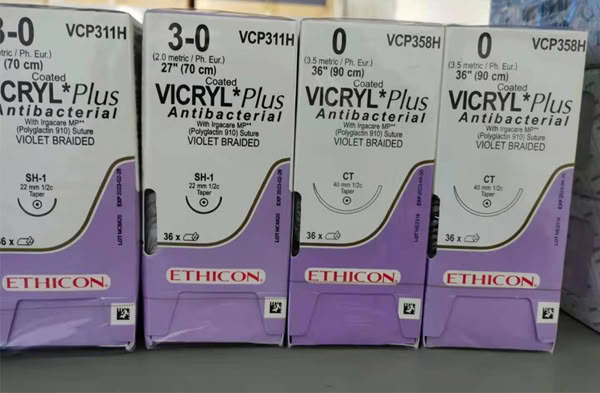 3-0
VCP311H
(2.0 metric / Ph. Eur.)
(70 cm)
Coated
VICRYL* Plus
Antibacterial
With Irgacare MP**
(Polyglactin 910) Suture
VIOLET BRAIDED
SH-1
22 mm 1/2c
Taper
36 x
ETHICON
3-0
VCP311H
(2.0 metric / Ph. Eur.)
27" (70 cm)
Coated
VICRYL* Plus
Antibacterial
With Irgacare MP**
(Polyglactin 910) Suture
VIOLET BRAIDED
SH-1
22 mm 1/2c
Taper
36 x
ETHICON
0
VCP358H
(3.5 metric / Ph. Eur.)
36" (90 cm)
Coated
VICRYL* Plus
Antibacterial
With Irgacare MP**
(Polyglactin 910) Suture
VIOLET BRAIDED
CT
40 mm 1/2c
Taper
36 x
ETHICON
0
VCP358H
(3.5 metric / Ph. Eur.)
36" (90 cm)
Coated
VICRYL* Plus
Antibacterial
With Irgacare MP**
(Polyglactin 910) Suture
VIOLET BRAIDED
CT
40 mm 1/2c
Taper
36 x
ETHICON